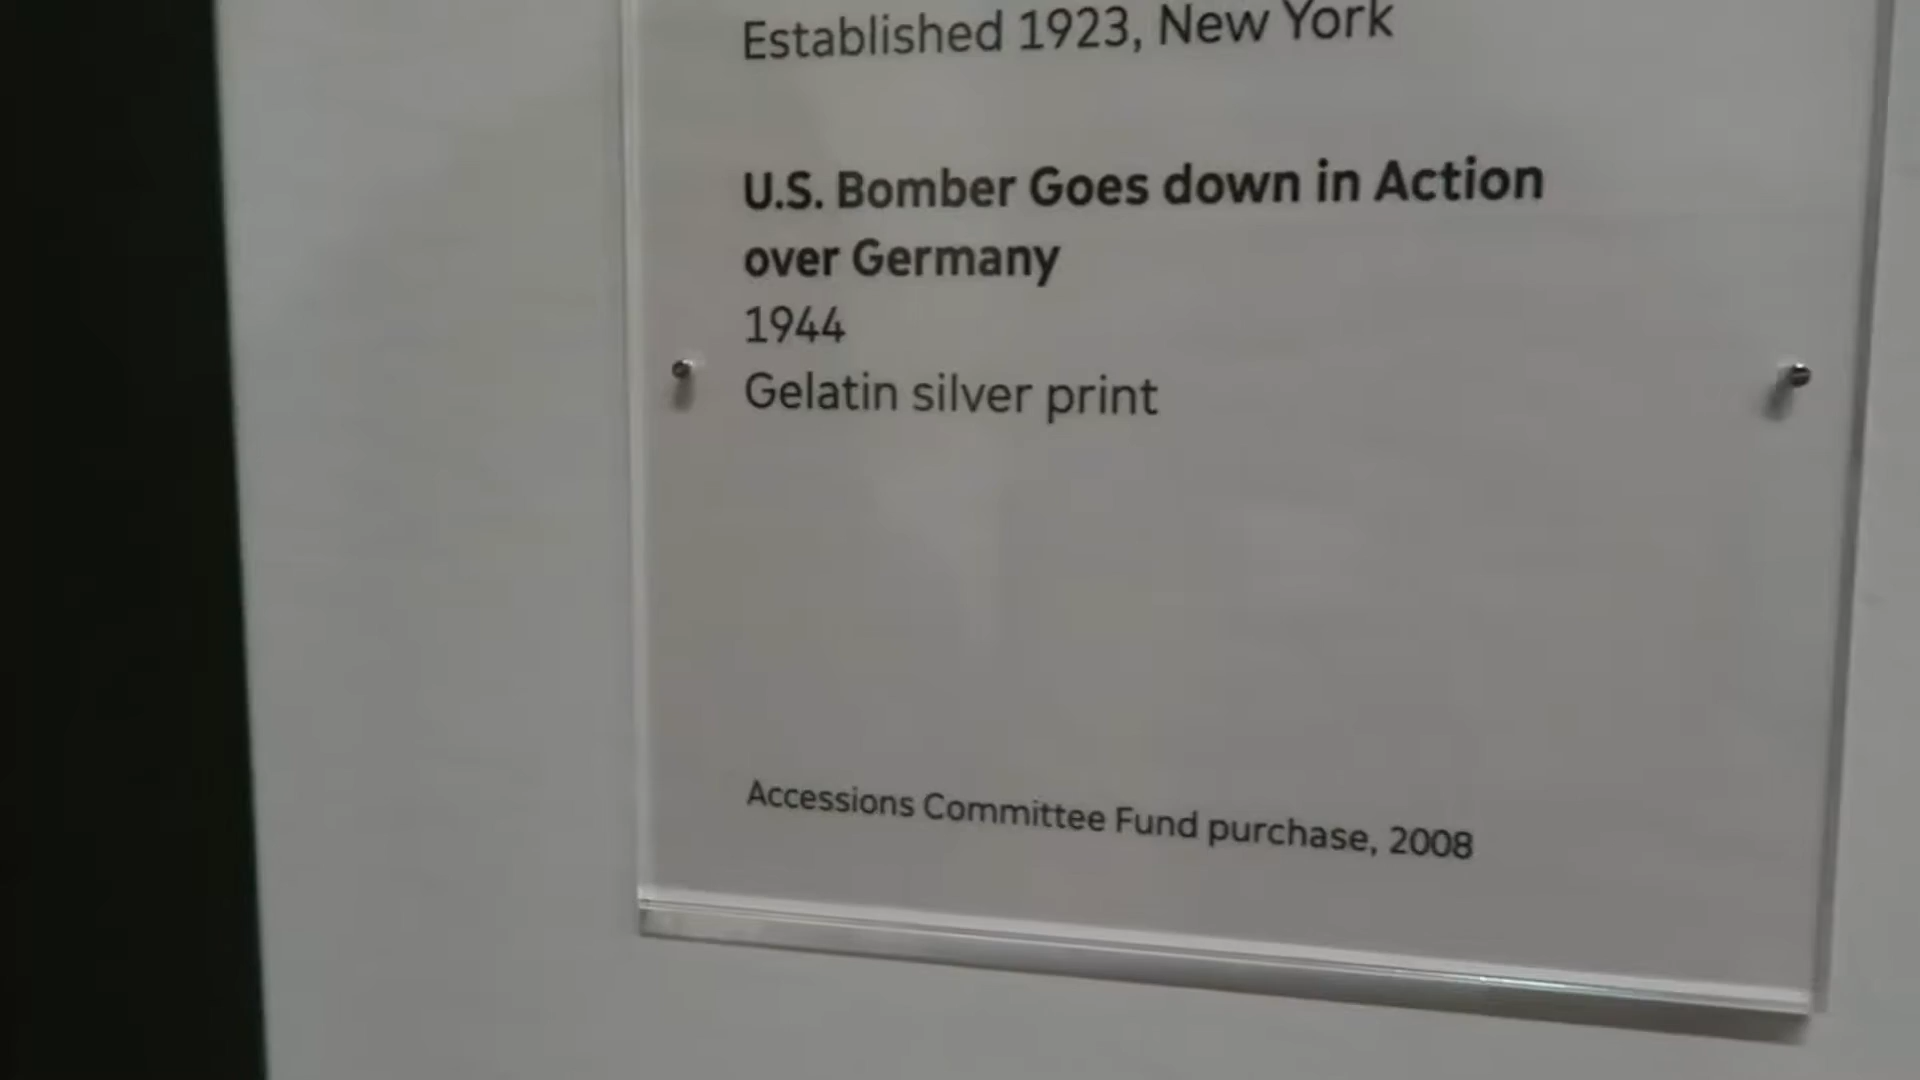 Established 1923, New York
U.S. Bomber Goes down in Action
over Germany
1944
Gelatin silver print
Accessions Committee Fund purchase, 2008